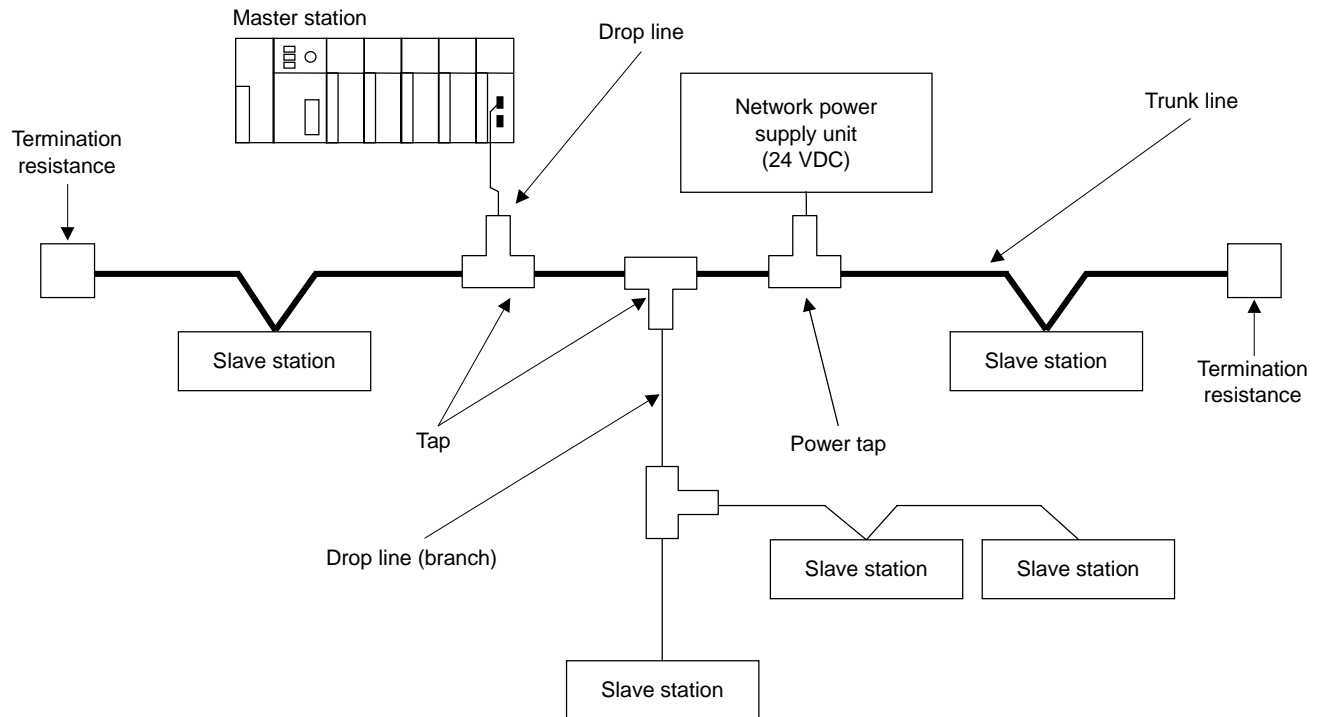 Master station
Drop line
Network power
supply unit
(24 VDC)
Trunk line
Termination
resistance
Slave station
Slave station
Termination
resistance
Tap
Power tap
Drop line (branch)
Slave station
Slave station
Slave station